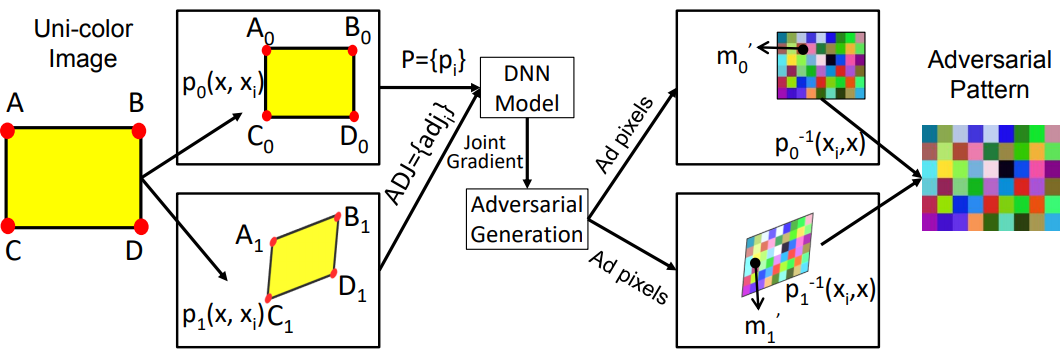 Uni-color
Image
A
B
C
D
A₀
B₀
p₀(x, xᵢ)
C₀
D₀
A₁
B₁
D₁
p₁(x, xᵢ)
C₁
P={pᵢ}
ADJ={adjᵢ}
DNN
Model
Joint
Gradient
Adversarial
Generation
Ad pixels
Ad pixels
m₀′
p₀⁻¹(xᵢ,x)
p₁⁻¹(xᵢ,x)
m₁′
Adversarial
Pattern